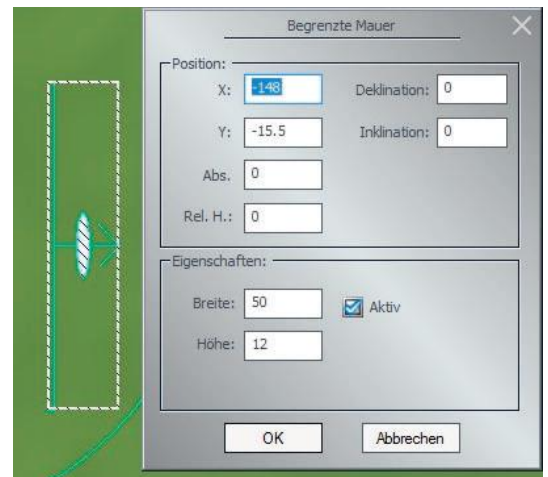 Begrenzte Mauer
Position:
X: -148 Deklination: 0
Y: -15.5 Inklination: 0
Abs. 0
Rel. H.: 0
Eigenschaften:
Breite: 50 Aktiv
Höhe: 12
OK Abbrechen